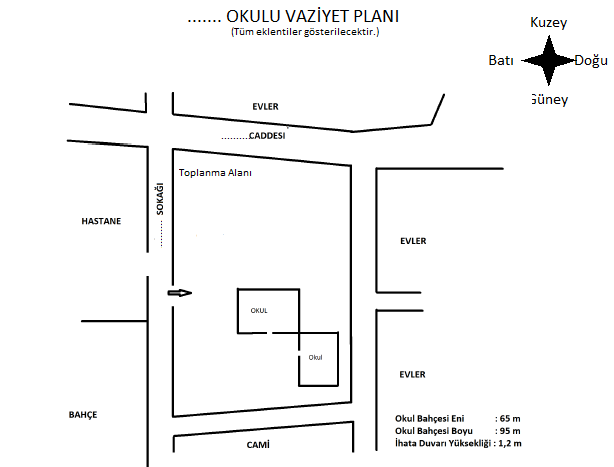 ....... OKULU VAZİYET PLANI
(Tüm eklentiler gösterilecektir.)
Kuzey
Batı
Doğu
Güney
EVLER
..........CADDESİ
Toplanma Alanı
....... SOKAĞI
HASTANE
EVLER
OKUL
Okul
EVLER
BAHÇE
CAMİ
Okul Bahçesi Eni : 65 m
Okul Bahçesi Boyu : 95 m
İhata Duvarı Yüksekliği : 1,2 m